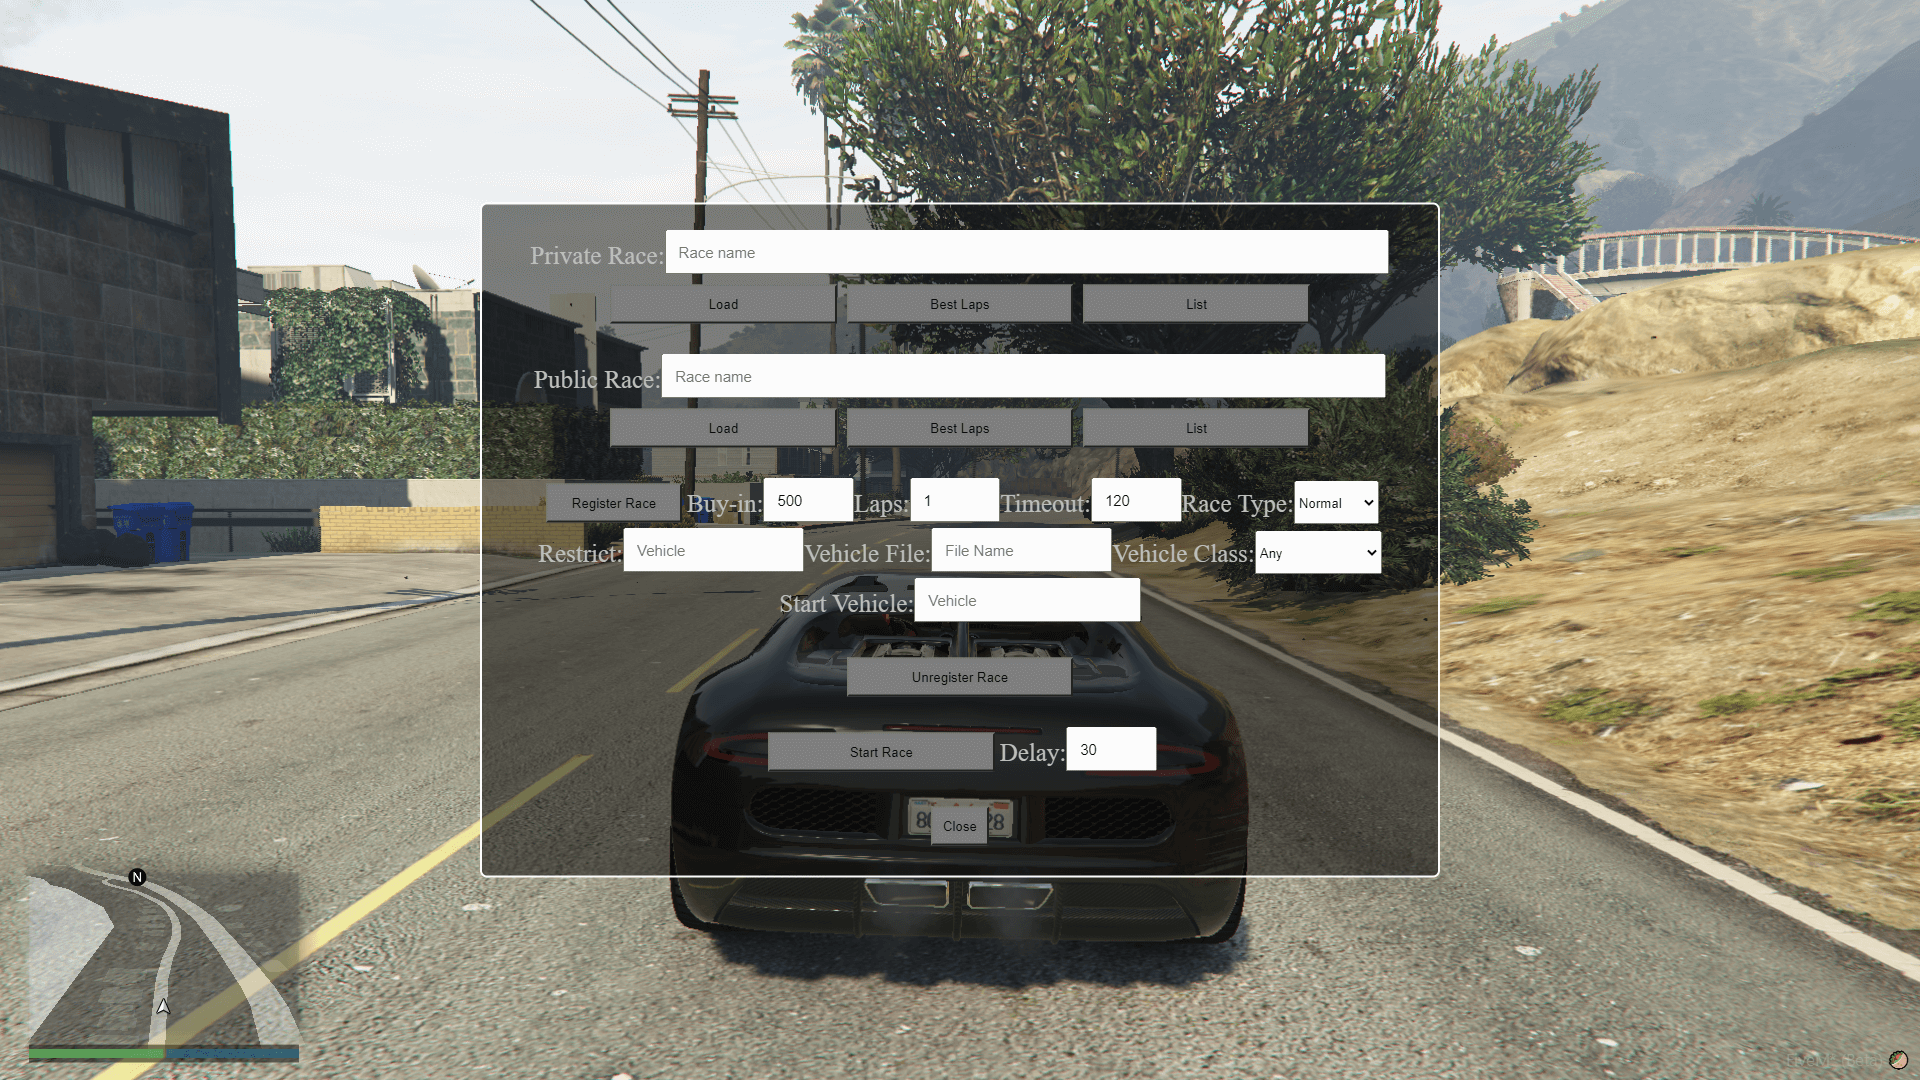 Private Race: Race name
Load Best Laps List
Public Race: Race name
Load Best Laps List
Register Race Buy-in: 500 Laps: 1 Timeout: 120 Race Type: Normal
Restrict: Vehicle Vehicle File: File Name Vehicle Class: Any
Start Vehicle: Vehicle
Unregister Race
Start Race Delay: 30
Close
N